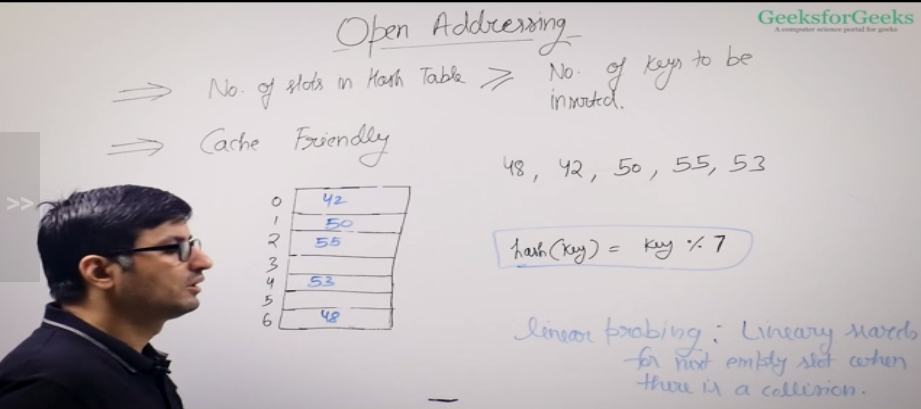 Open Addressing
GeeksforGeeks
A computer science portal for geeks
⇒ No. of slots in Hash Table ≥ No. of keys to be
inserted.
⇒ Cache Friendly
48, 42, 50, 55, 53
0 42
1 50
2 55
3
4 53
5
6 48
hash(key) = key % 7
linear probing: Lineary search
for next empty slot when
there is a collision.
>>